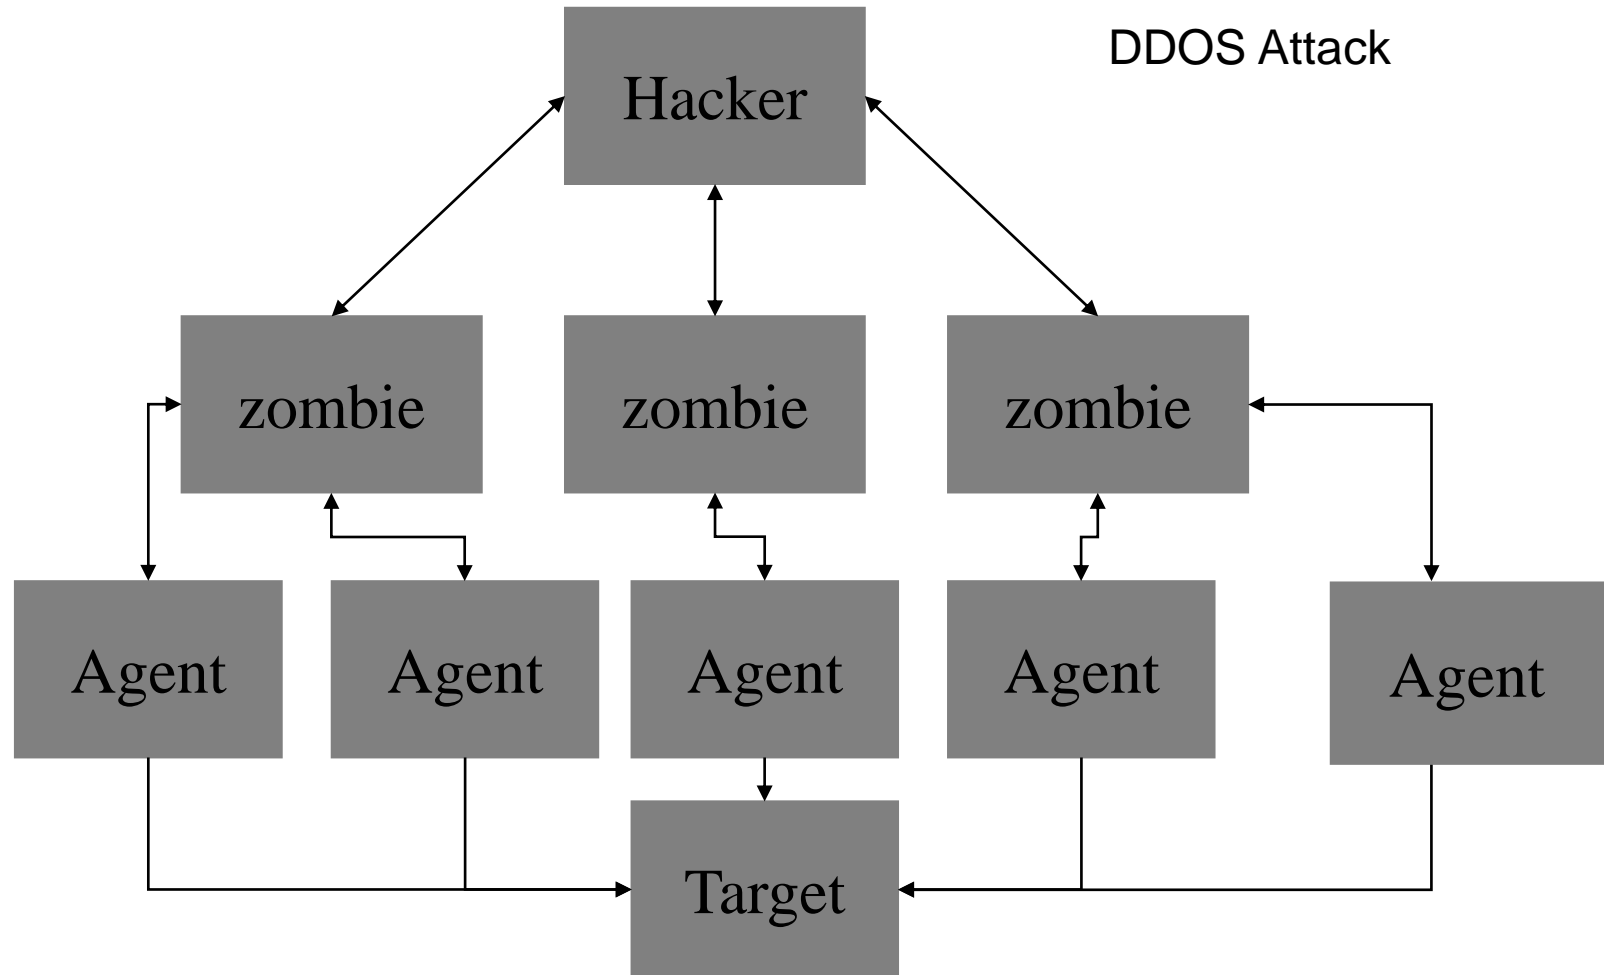 DDOS Attack
Hacker
zombie
zombie
zombie
Agent
Agent
Agent
Agent
Agent
Target